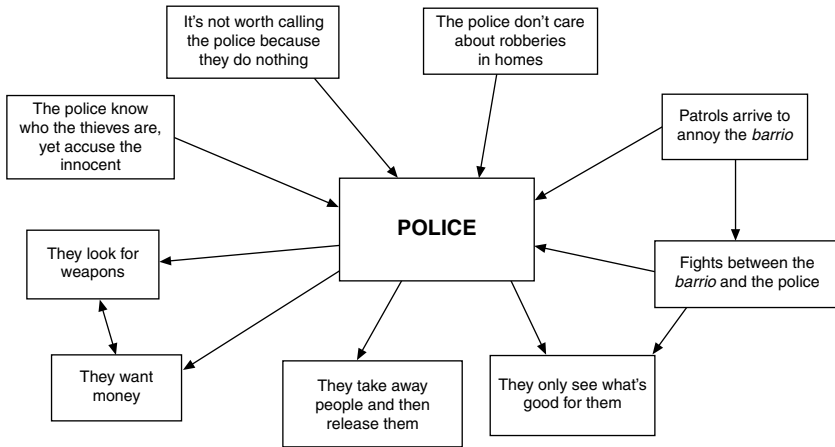 It's not worth calling
the police because
they do nothing
The police don't care
about robberies
in homes
The police know
who the thieves are,
yet accuse the
innocent
Patrols arrive to
annoy the barrio
POLICE
They look for
weapons
Fights between the
barrio and the police
They want
money
They take away
people and then
release them
They only see what's
good for them